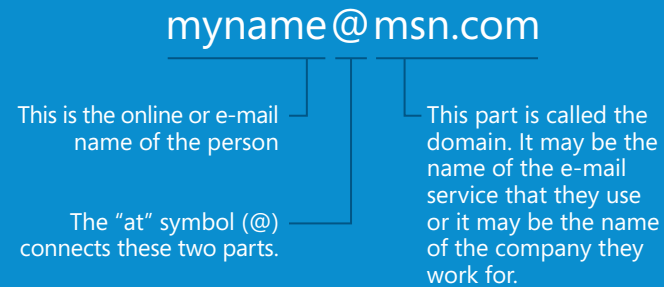 myname@msn.com
This is the online or e-mail
name of the person
The “at” symbol (@)
connects these two parts.
This part is called the
domain. It may be the
name of the e-mail
service that they use
or it may be the name
of the company they
work for.